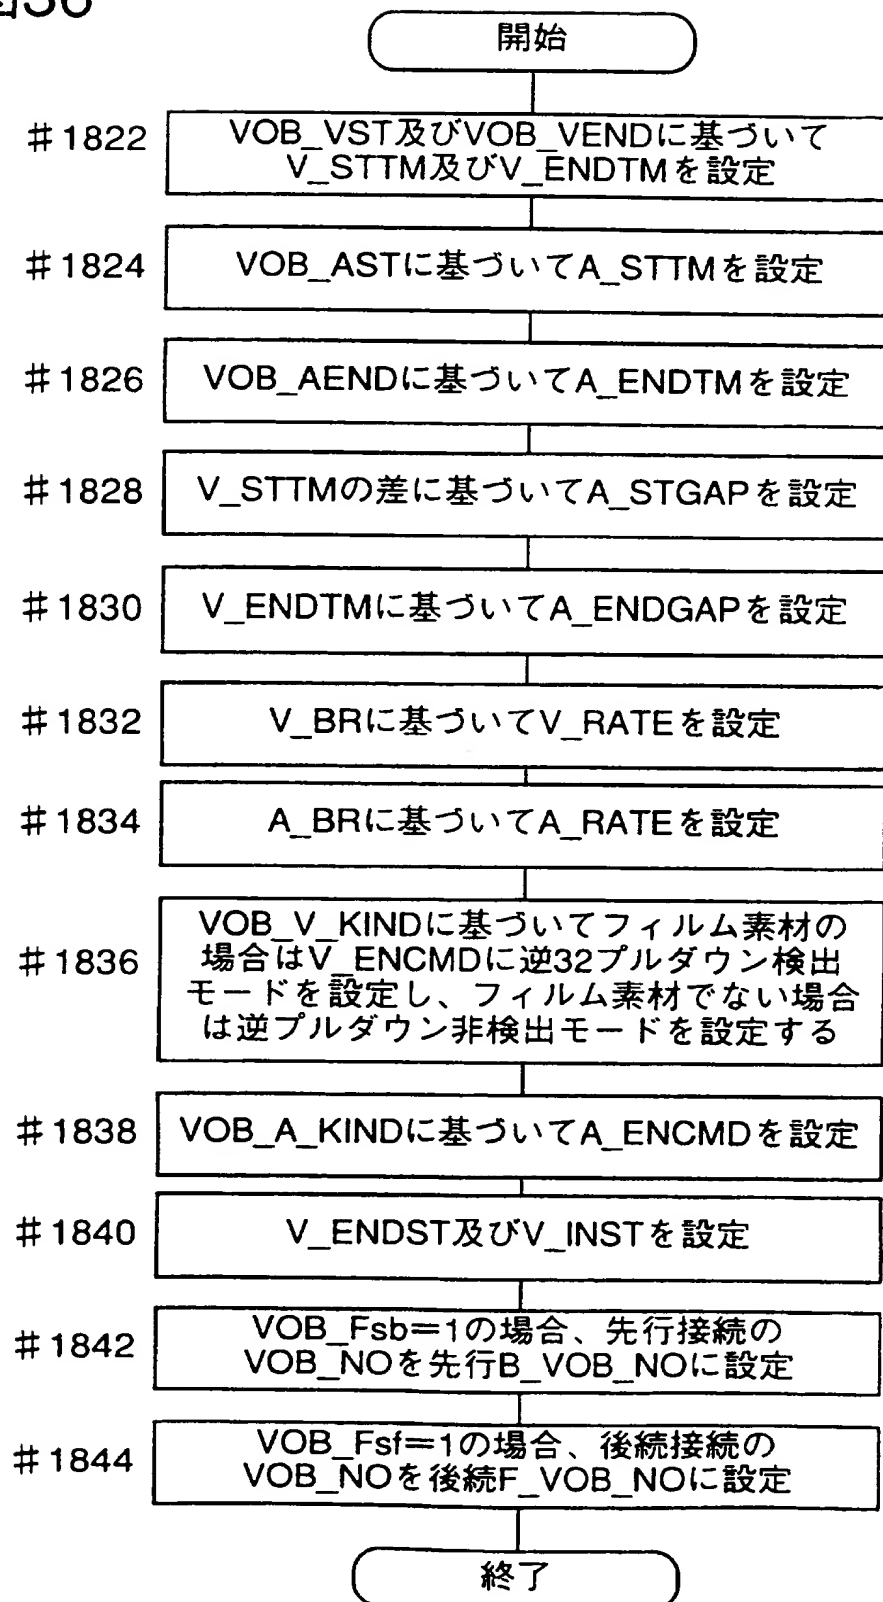 図36
開始
#1822
VOB_VST及びVOB_VENDに基づいて
V_STTM及びV_ENDTMを設定
#1824
VOB_ASTに基づいてA_STTMを設定
#1826
VOB_AENDに基づいてA_ENDTMを設定
#1828
V_STTMの差に基づいてA_STGAPを設定
#1830
V_ENDTMに基づいてA_ENDGAPを設定
#1832
V_BRに基づいてV_RATEを設定
#1834
A_BRに基づいてA_RATEを設定
#1836
VOB_V_KINDに基づいてフィルム素材の
場合はV_ENCMDに逆32プルダウン検出
モードを設定し、フィルム素材でない場合
は逆プルダウン非検出モードを設定する
#1838
VOB_A_KINDに基づいてA_ENCMDを設定
#1840
V_ENDST及びV_INSTを設定
#1842
VOB_Fsb=1の場合、先行接続の
VOB_NOを先行B_VOB_NOに設定
#1844
VOB_Fsf=1の場合、後続接続の
VOB_NOを後続F_VOB_NOに設定
終了